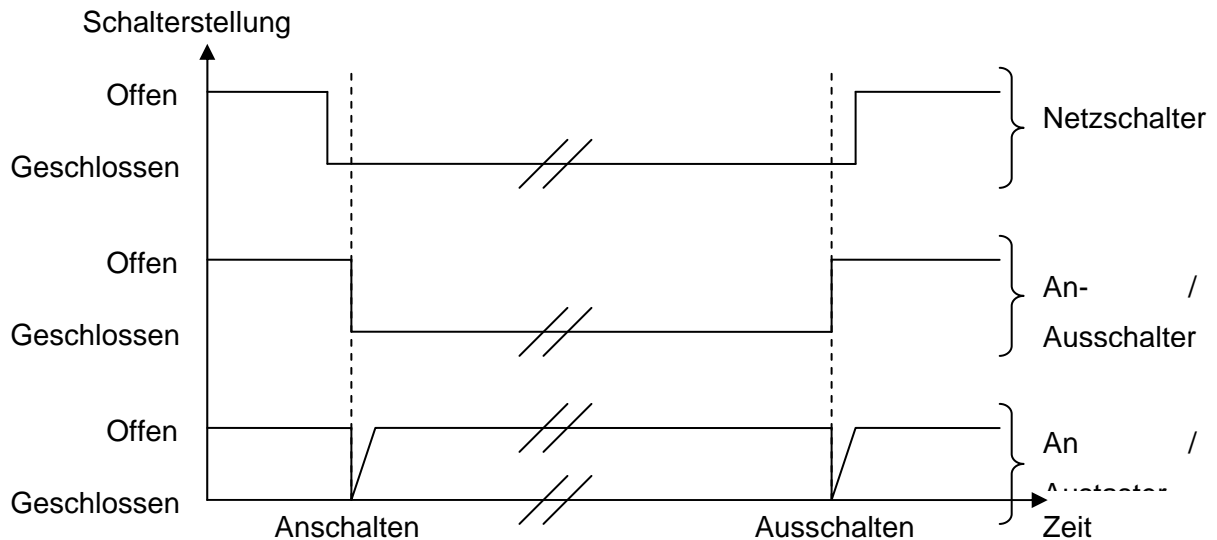 Schalterstellung
Offen
Netzschalter
Geschlossen
Offen
An- /
Geschlossen
Ausschalter
Offen
An /
Geschlossen
Anschalten
Ausschalten
Zeit